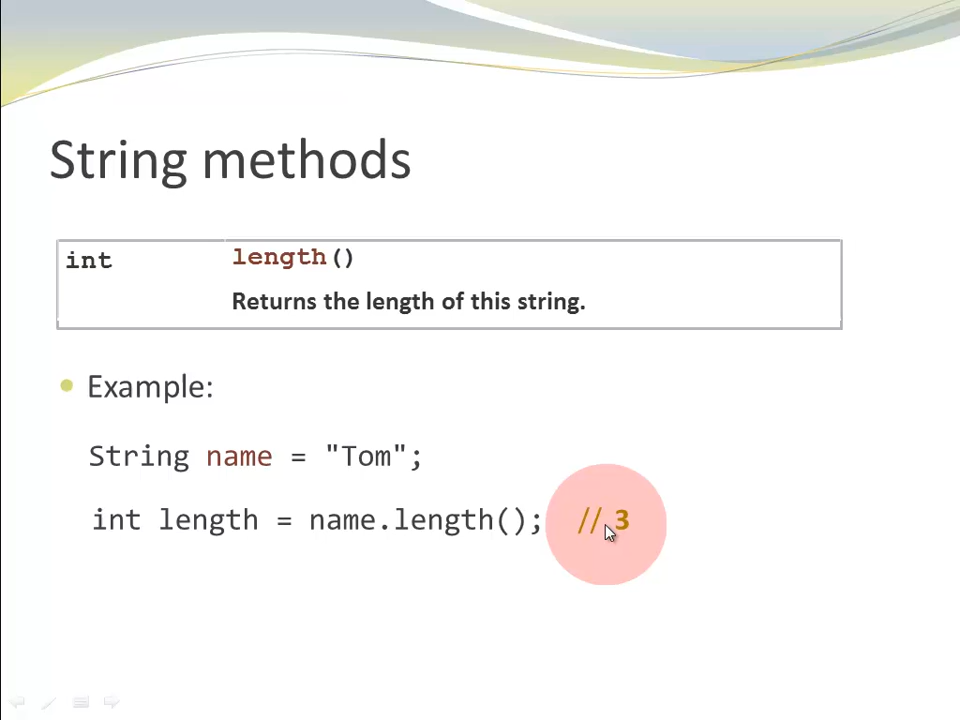 String methods
int length()
Returns the length of this string.
Example:
String name = "Tom";
int length = name.length(); // 3